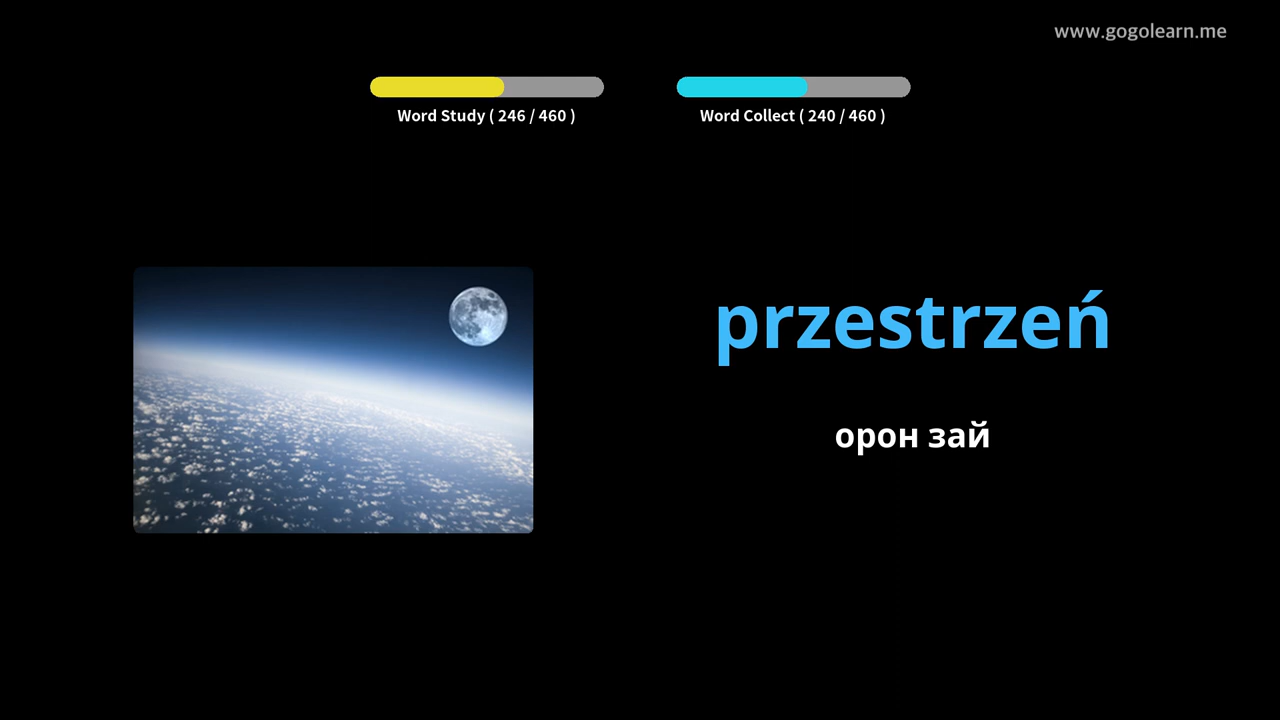 www.gogolearn.me
Word Study ( 246 / 460 )
Word Collect ( 240 / 460 )
przestrzeń
орон зай